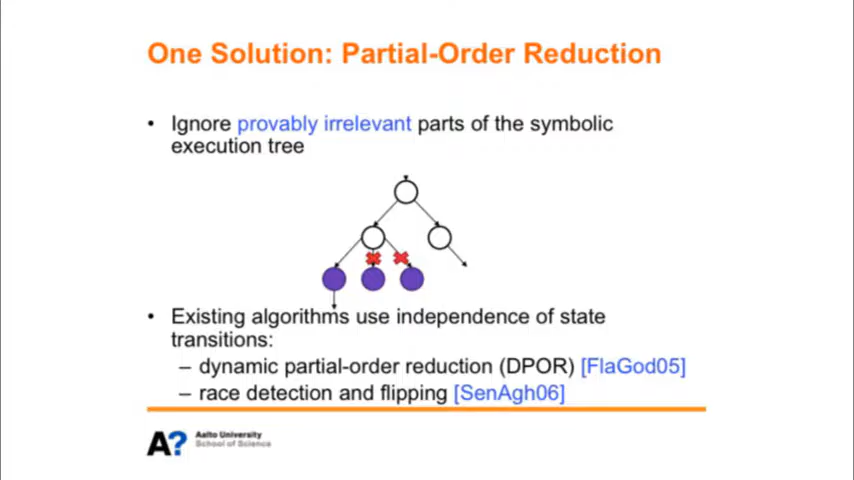 One Solution: Partial-Order Reduction
• Ignore provably irrelevant parts of the symbolic
execution tree
• Existing algorithms use independence of state
transitions:
– dynamic partial-order reduction (DPOR) [FlaGod05]
– race detection and flipping [SenAgh06]
A?
Aalto University
School of Science